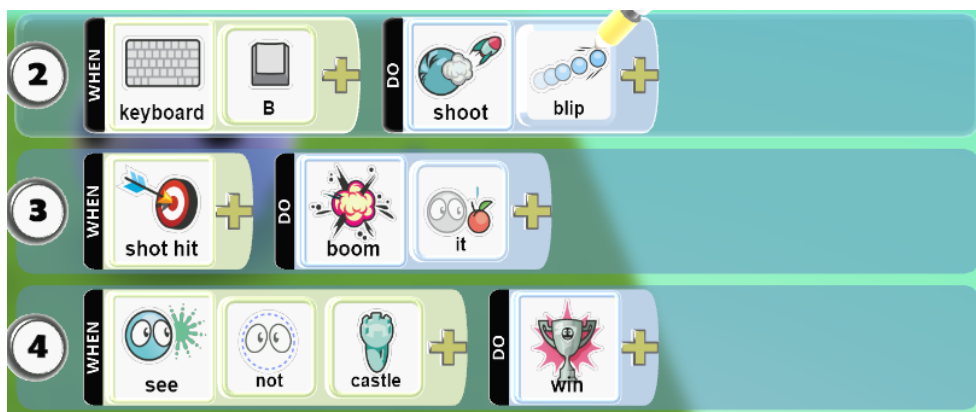 2 WHEN keyboard B DO shoot blip
3 WHEN shot hit DO boom it
4 WHEN see not castle DO win